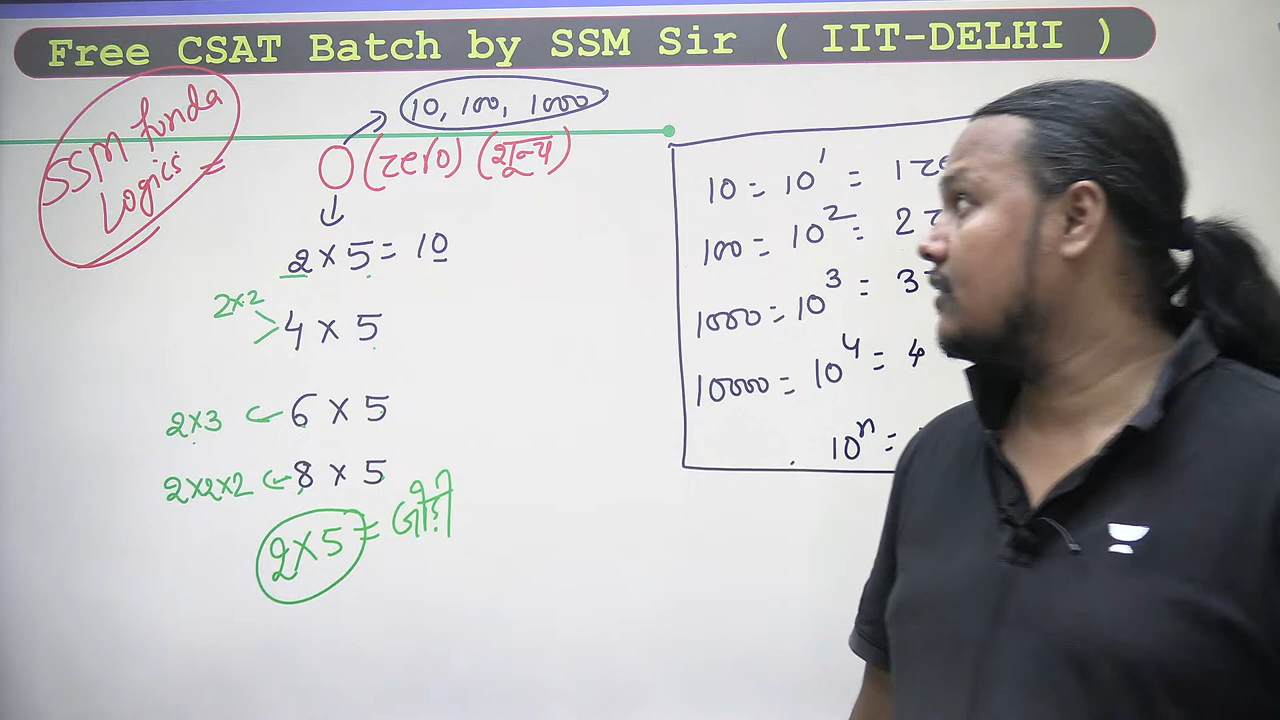 Free CSAT Batch by SSM Sir ( IIT-DELHI )
SSM funda
Logics
10, 100, 1000
0 (zero) (शून्य)
2 × 5 = 10
2×2
4 × 5
2×3 6 × 5
2×2×2 8 × 5
2×5 = जोड़ी
10 = 10¹ = 1 ze
100 = 10² = 2 z
1000 = 10³ = 3
10000 = 10⁴ = 4
10ⁿ =